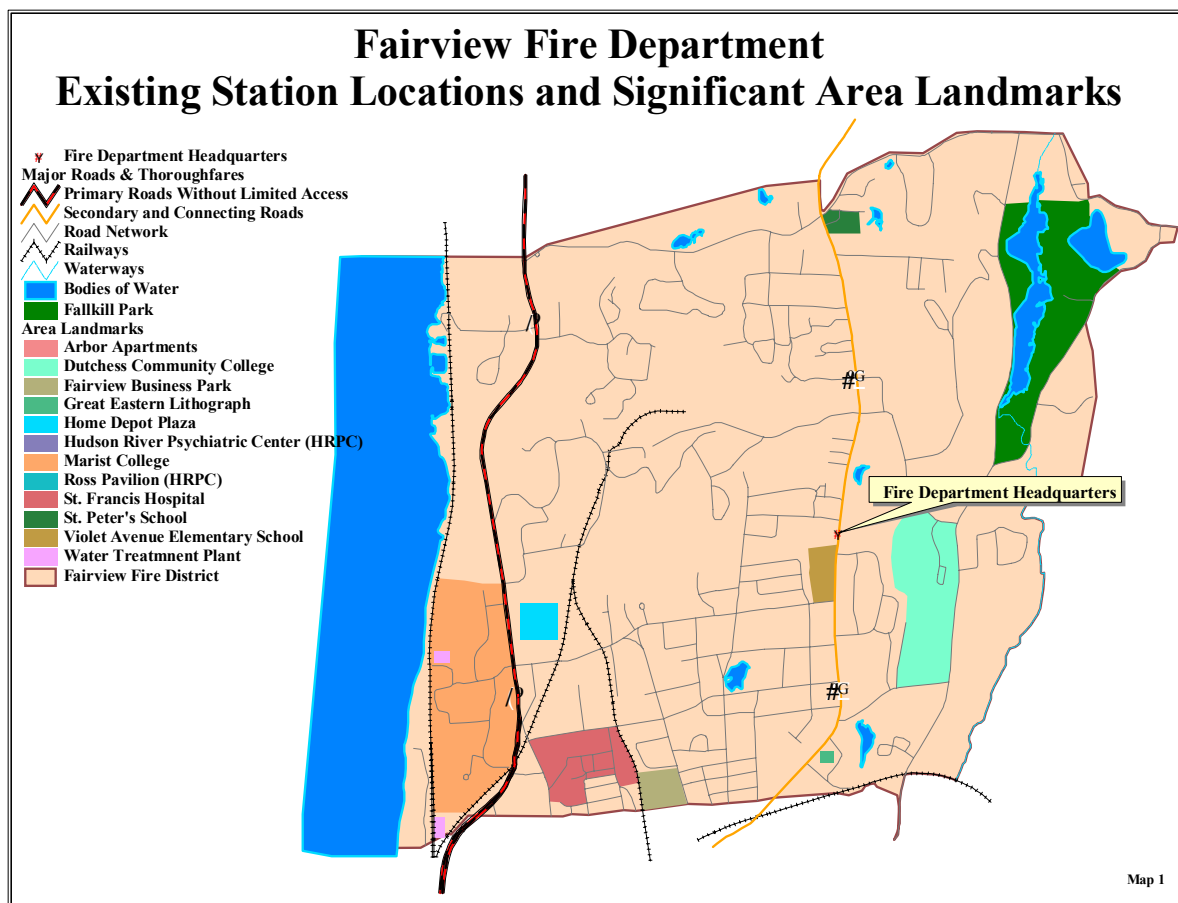 Fairview Fire Department
Existing Station Locations and Significant Area Landmarks
Fire Department Headquarters
Major Roads & Thoroughfares
Primary Roads Without Limited Access
Secondary and Connecting Roads
Road Network
Railways
Waterways
Bodies of Water
Fallkill Park
Area Landmarks
Arbor Apartments
Dutchess Community College
Fairview Business Park
Great Eastern Lithograph
Home Depot Plaza
Hudson River Psychiatric Center (HRPC)
Marist College
Ross Pavilion (HRPC)
St. Francis Hospital
St. Peter's School
Violet Avenue Elementary School
Water Treatmnent Plant
Fairview Fire District
Fire Department Headquarters
Map 1